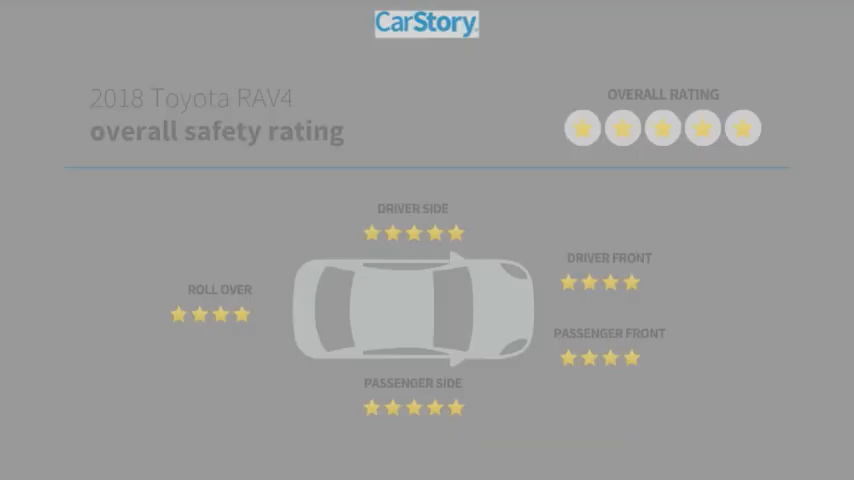 CarStory
2018 Toyota RAV4
overall safety rating
OVERALL RATING
DRIVER SIDE
DRIVER FRONT
ROLL OVER
PASSENGER FRONT
PASSENGER SIDE